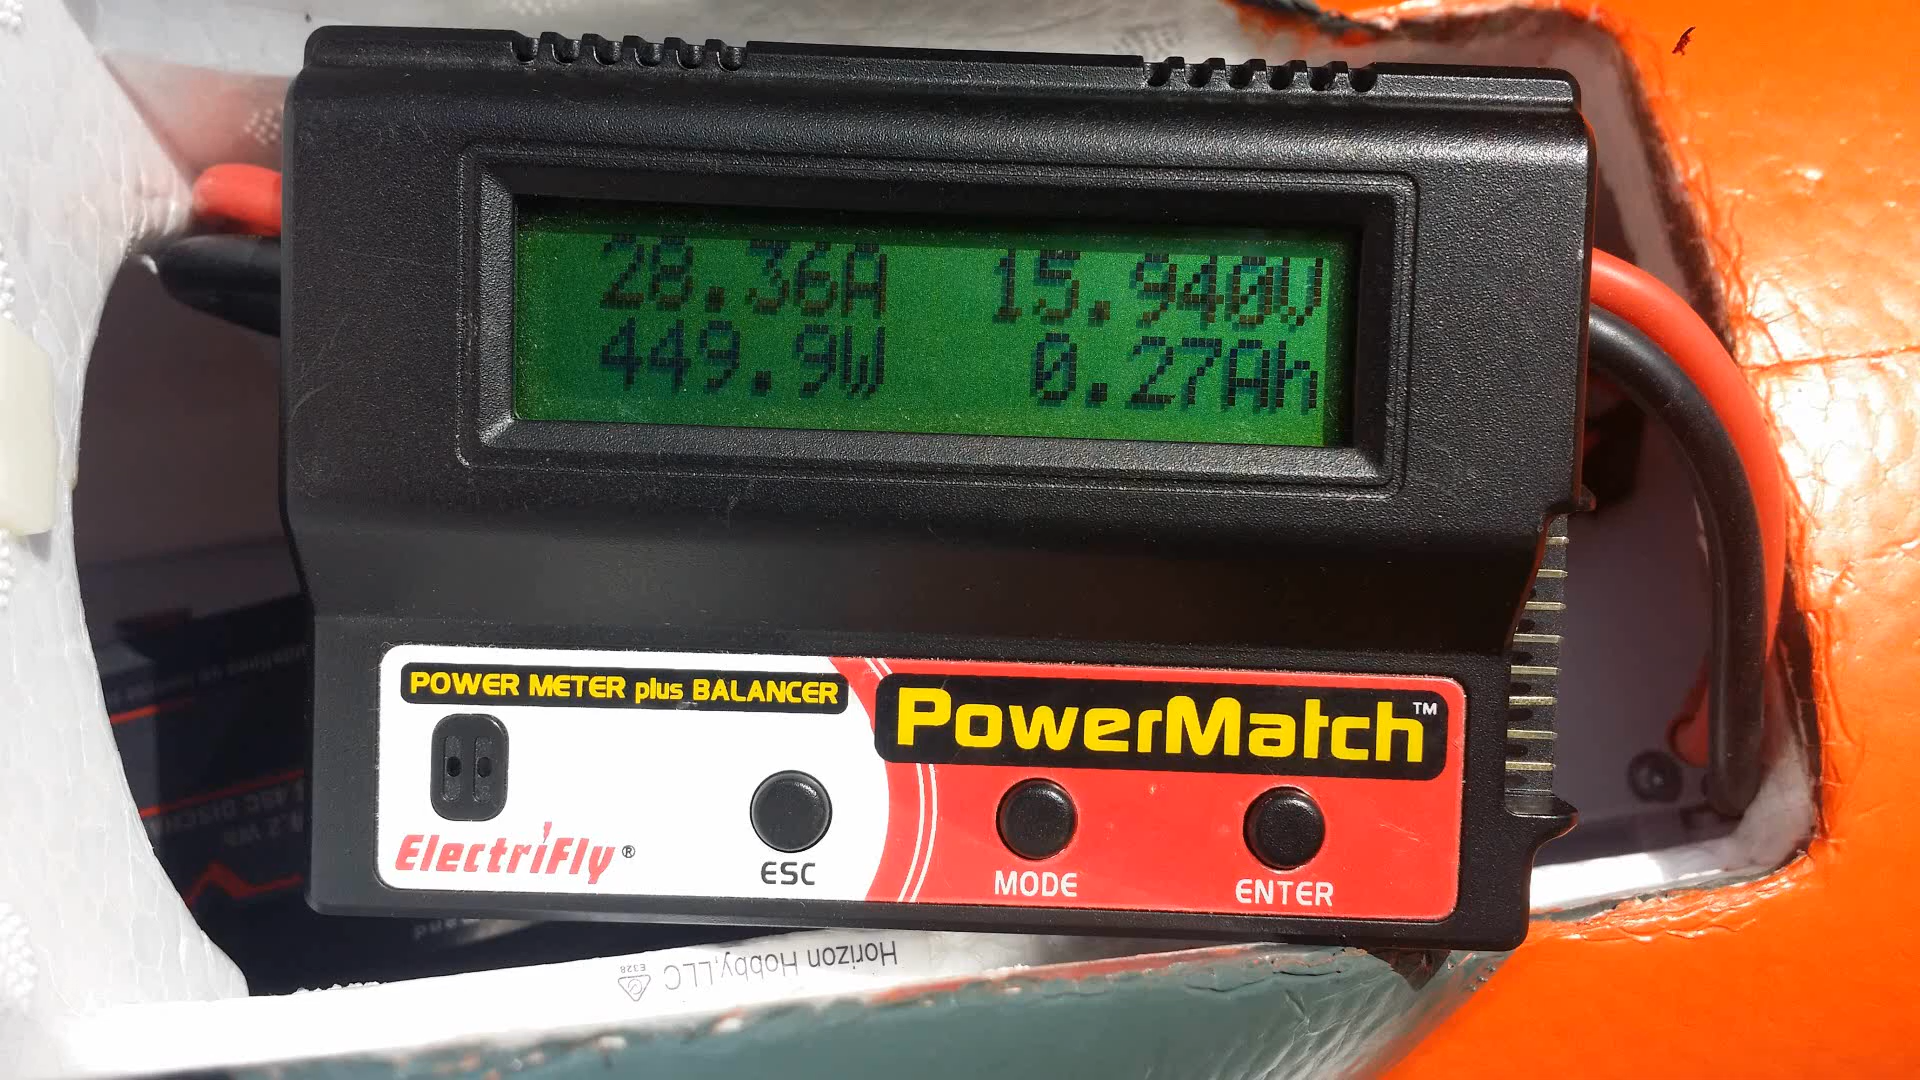 28.36A 15.940V
449.9W 0.27Ah
POWER METER plus BALANCER
PowerMatch™
ElectriFly®
ESC
MODE
ENTER
Horizon Hobby,LLC
E328